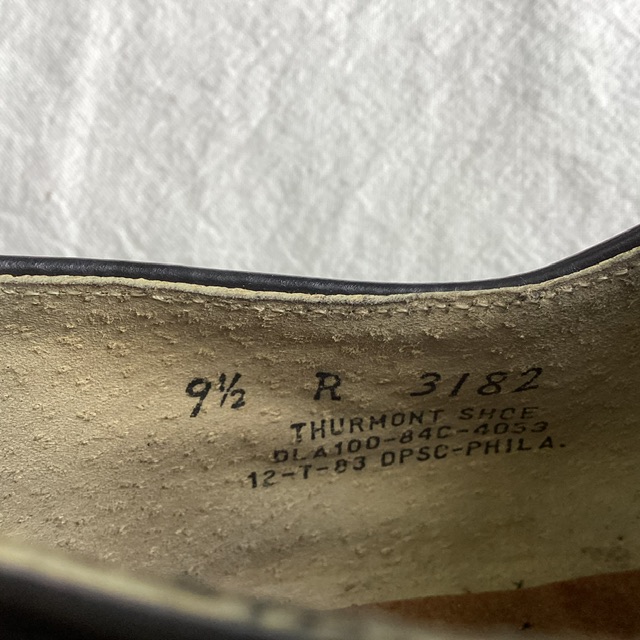 9½ R 3182
THURMONT SHOE
DLA100-84C-4053
12-T-83 DPSC-PHILA.